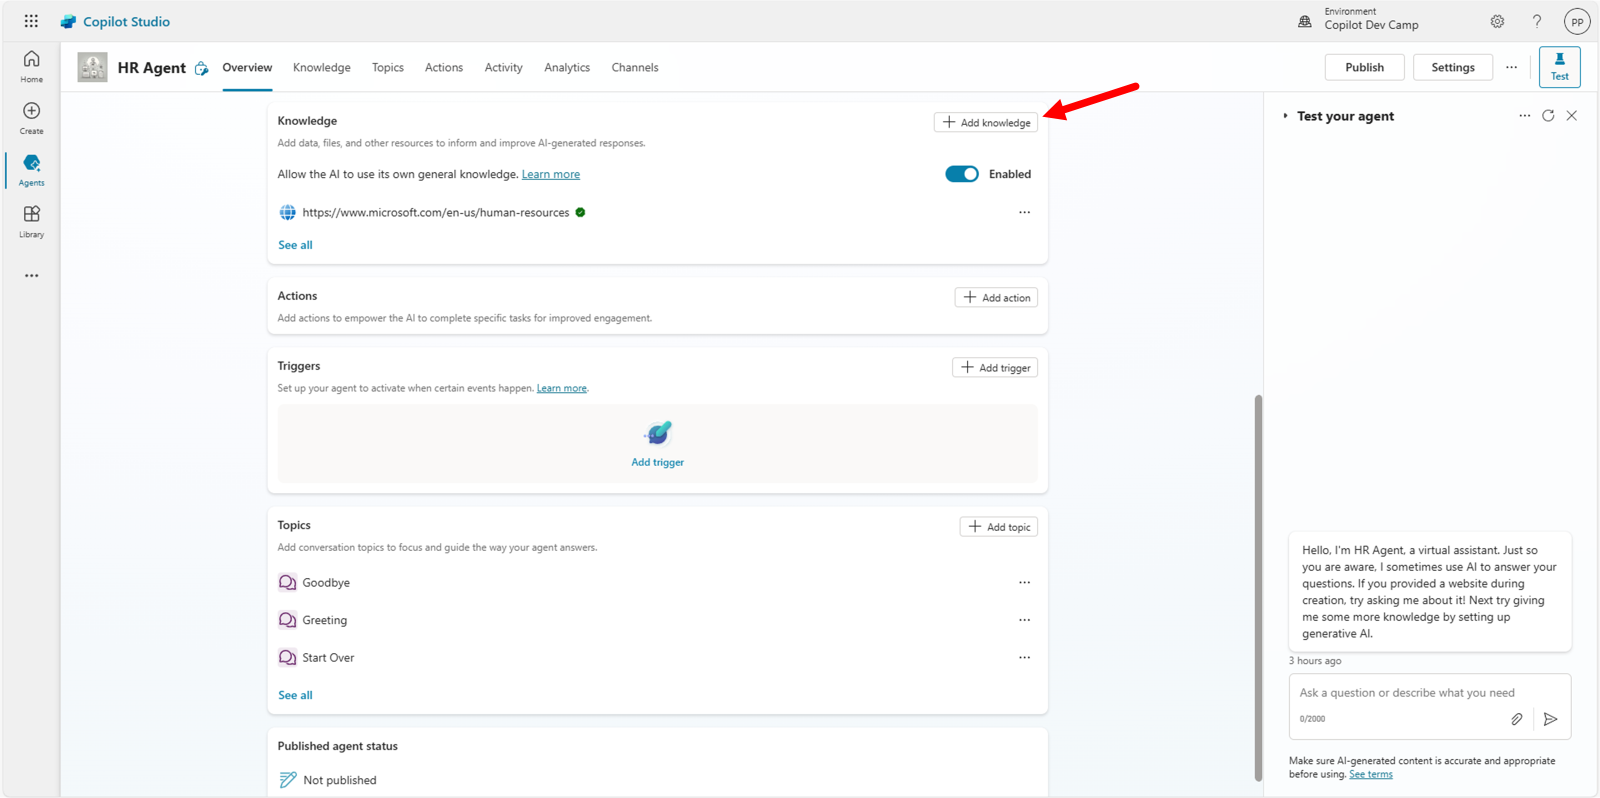 Copilot Studio
Environment
Copilot Dev Camp
?
PP
HR Agent
Overview
Knowledge
Topics
Actions
Activity
Analytics
Channels
Publish
Settings
Test
Home
Create
Agents
Library
Knowledge
Add knowledge
Add data, files, and other resources to inform and improve AI-generated responses.
Allow the AI to use its own general knowledge. Learn more
Enabled
https://www.microsoft.com/en-us/human-resources
See all
Actions
Add action
Add actions to empower the AI to complete specific tasks for improved engagement.
Triggers
Add trigger
Set up your agent to activate when certain events happen. Learn more.
Add trigger
Topics
Add topic
Add conversation topics to focus and guide the way your agent answers.
Goodbye
Greeting
Start Over
See all
Published agent status
Not published
Test your agent
Hello, I'm HR Agent, a virtual assistant. Just so
you are aware, I sometimes use AI to answer your
questions. If you provided a website during
creation, try asking me about it! Next try giving
me some more knowledge by setting up
generative AI.
3 hours ago
Ask a question or describe what you need
0/2000
Make sure AI-generated content is accurate and appropriate
before using. See terms